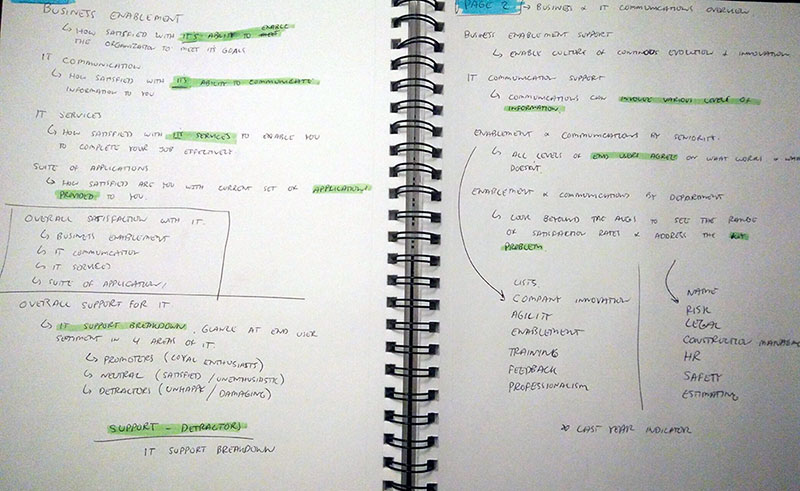 BUSINESS ENABLEMENT
↳ HOW SATISFIED WITH IT'S ABILITY TO MEET ENABLE
THE ORGANIZATION TO MEET ITS GOALS
IT COMMUNICATION
↳ HOW SATISFIED WITH ITS ABILITY TO COMMUNICATE
INFORMATION TO YOU
IT SERVICES
↳ HOW SATISFIED WITH IT SERVICES TO ENABLE YOU
TO COMPLETE YOUR JOB EFFECTIVELY
SUITE OF APPLICATIONS
↳ HOW SATISFIED ARE YOU WITH CURRENT SET OF APPLICATIONS
PROVIDED TO YOU.
OVERALL SATISFACTION WITH IT.
↳ BUSINESS ENABLEMENT
↳ IT COMMUNICATION
↳ IT SERVICES
↳ SUITE OF APPLICATION,
OVERALL SUPPORT FOR IT.
↳ IT SUPPORT BREAKDOWN. GLANCE AT END USER
SETIMENT IN 4 AREAS OF IT.
↳ PROMOTERS (LOYAL ENTHUSIASTS)
↳ NEUTRAL (SATISFIED / UNENTHUSIASTIC)
↳ DETRACTORS (UNHAPPY / DAMAGING)
SUPPORT - DETRACTORS
IT SUPPORT BREAKDOWN
PAGE 2 → BUSINESS & IT COMMUNICATIONS OVERVIEW
BUSINESS ENABLEMENT SUPPORT
↳ ENABLE CULTURE OF CONTINOUS EVOLUTION & INNOVATION
IT COMMUNICATION SUPPORT
↳ COMMUNICATIONS CAN INVOLVE VARIOUS LEVELS OF
INFORMATION
ENABLEMENT & COMMUNICATIONS BY SENIORITY.
↳ ALL LEVELS OF END USERS AGREE ON WHAT WORKS &
DOESNT.
ENABLEMENT & COMMUNICATIONS BY DEPARTMENT
↳ LOOK BEYOND THE AVGS TO SEE THE RANGE
OF SATISFACTION RATES & ADDRESS THE KEY
PROBLEM
LISTS
COMPANY INNOVATION
AGILITY
ENABLEMENT
TRAINING
FEEDBACK
PROFESSIONALISM
NAME
RISK
LEGAL
CONSTRUCTION
HR
SAFETY
ESTIMATING
LAST YEAR INDICATOR